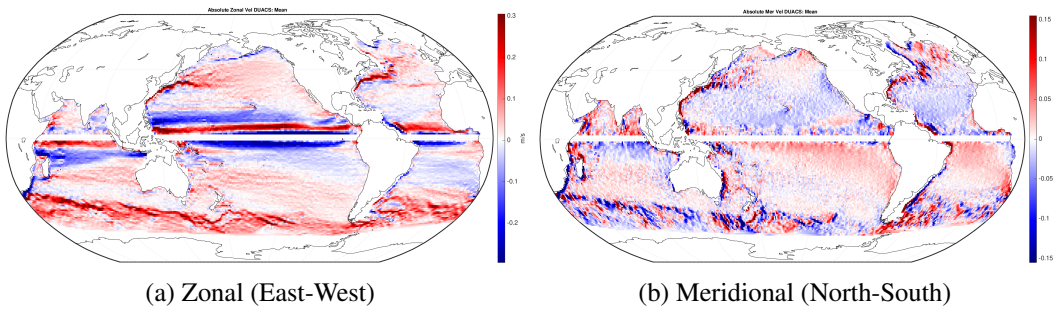 Absolute Zonal Vel DUACS: Mean
0.3
0.2
0.1
0
-0.1
-0.2
m/s
(a) Zonal (East-West)
Absolute Mer Vel DUACS: Mean
0.15
0.1
0.05
0
-0.05
-0.1
-0.15
(b) Meridional (North-South)